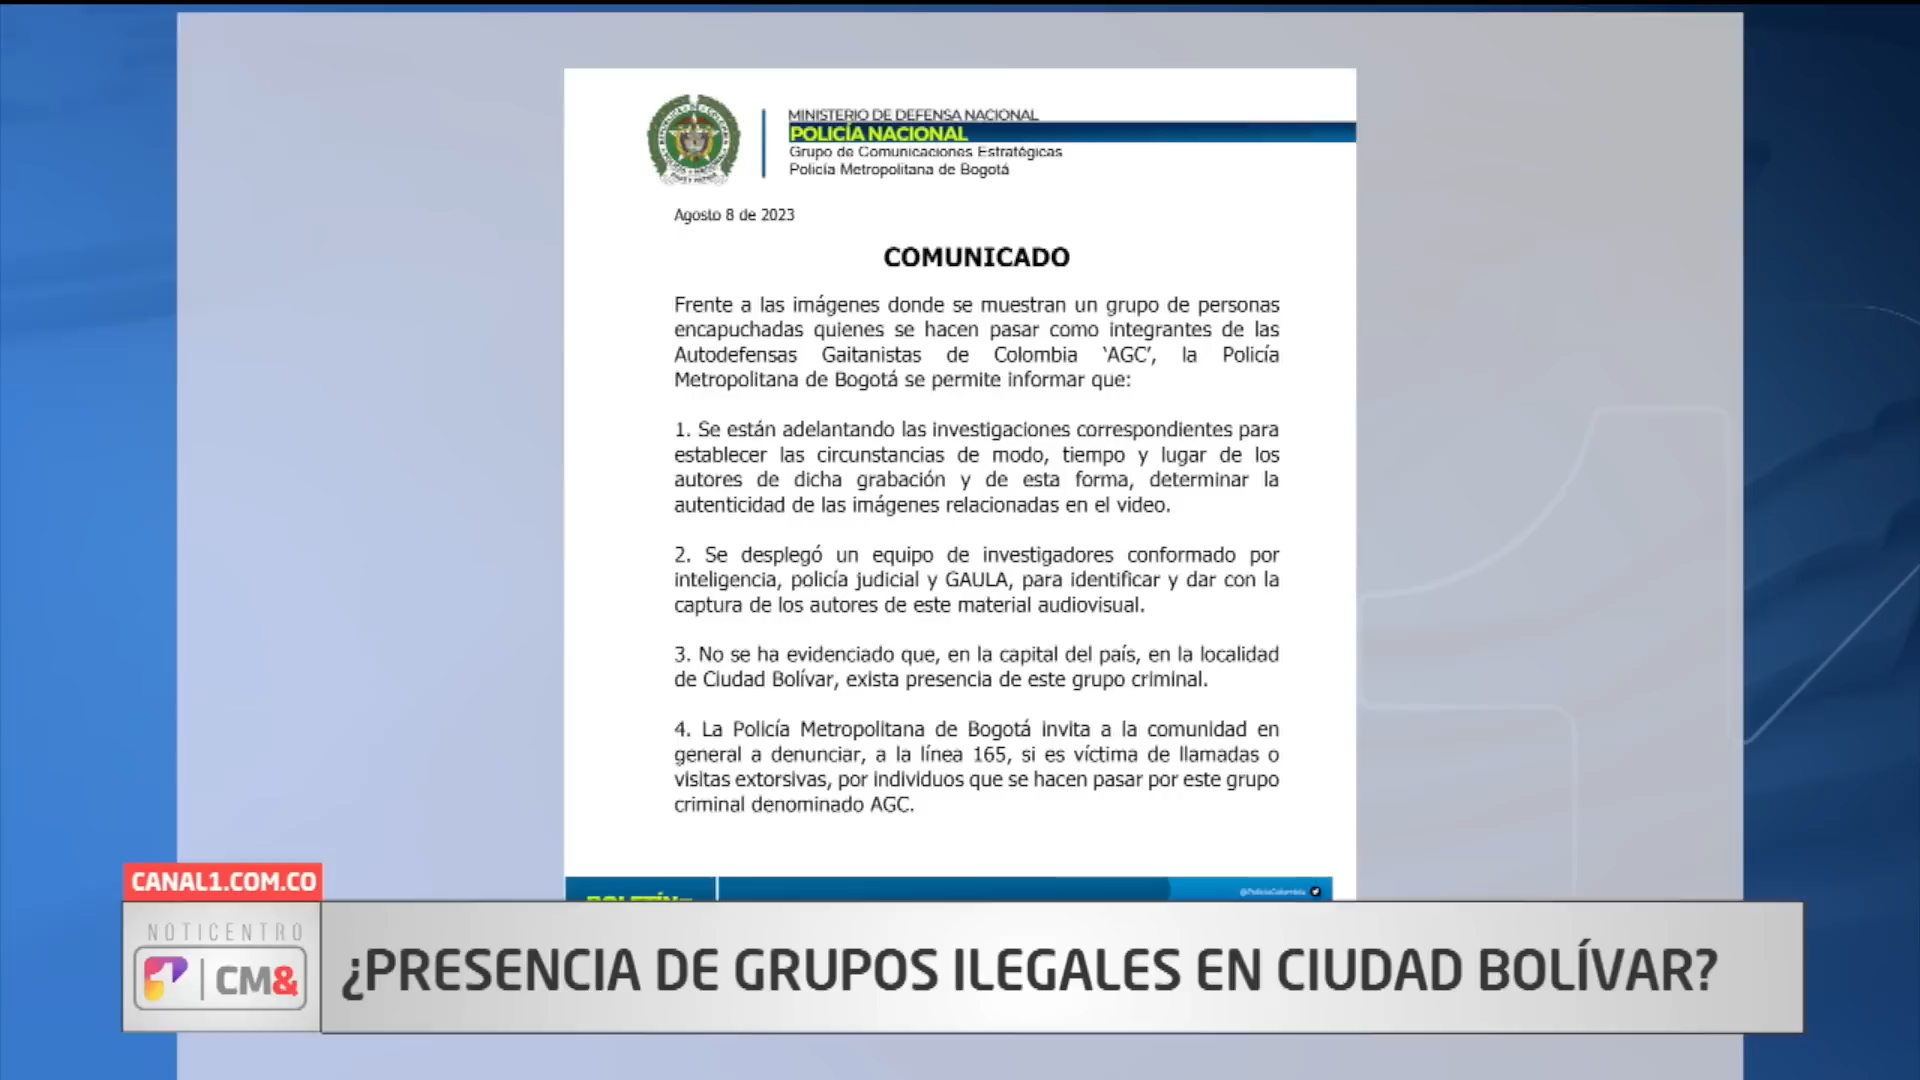 MINISTERIO DE DEFENSA NACIONAL
POLICÍA NACIONAL
Grupo de Comunicaciones Estratégicas
Policía Metropolitana de Bogotá
Agosto 8 de 2023
COMUNICADO
Frente a las imágenes donde se muestran un grupo de personas
encapuchadas quienes se hacen pasar como integrantes de las
Autodefensas Gaitanistas de Colombia ‘AGC’, la Policía
Metropolitana de Bogotá se permite informar que:
1. Se están adelantando las investigaciones correspondientes para
establecer las circunstancias de modo, tiempo y lugar de los
autores de dicha grabación y de esta forma, determinar la
autenticidad de las imágenes relacionadas en el video.
2. Se desplegó un equipo de investigadores conformado por
inteligencia, policía judicial y GAULA, para identificar y dar con la
captura de los autores de este material audiovisual.
3. No se ha evidenciado que, en la capital del país, en la localidad
de Ciudad Bolívar, exista presencia de este grupo criminal.
4. La Policía Metropolitana de Bogotá invita a la comunidad en
general a denunciar, a la línea 165, si es víctima de llamadas o
visitas extorsivas, por individuos que se hacen pasar por este grupo
criminal denominado AGC.
@PoliciaColombia
CANAL1.COM.CO
NOTICENTRO
1 | CM&
¿PRESENCIA DE GRUPOS ILEGALES EN CIUDAD BOLÍVAR?